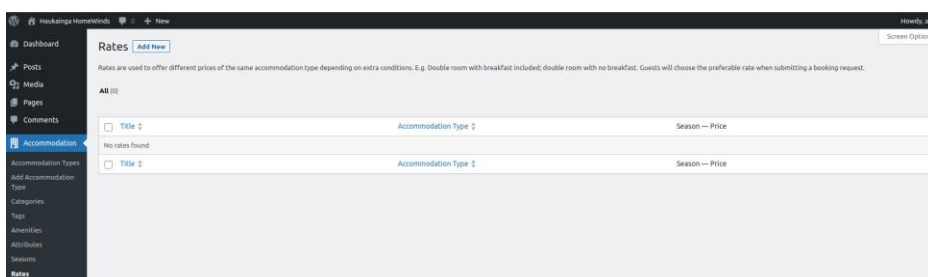 Haukainga HomeWinds 0 + New Howdy, a
Screen Option
Dashboard
Posts
Media
Pages
Comments
Accommodation
Accommodation Types
Add Accommodation
Type
Categories
Tags
Amenities
Attributes
Seasons
Rates
Rates Add New
Rates are used to offer different prices of the same accommodation type depending on extra conditions. E.g. Double room with breakfast included; double room with no breakfast. Guests will choose the preferable rate when submitting a booking request.
All (0)
Title Accommodation Type Season — Price
No rates found
Title Accommodation Type Season — Price